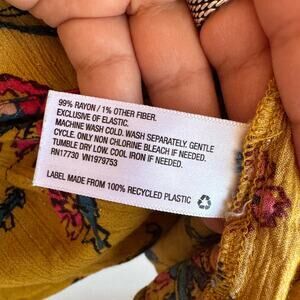 99% RAYON / 1% OTHER FIBER.
EXCLUSIVE OF ELASTIC.
MACHINE WASH COLD. WASH SEPARATELY. GENTLE
CYCLE. ONLY NON CHLORINE BLEACH IF NEEDED.
TUMBLE DRY LOW. COOL IRON IF NEEDED.
RN17730 VN1979753
LABEL MADE FROM 100% RECYCLED PLASTIC